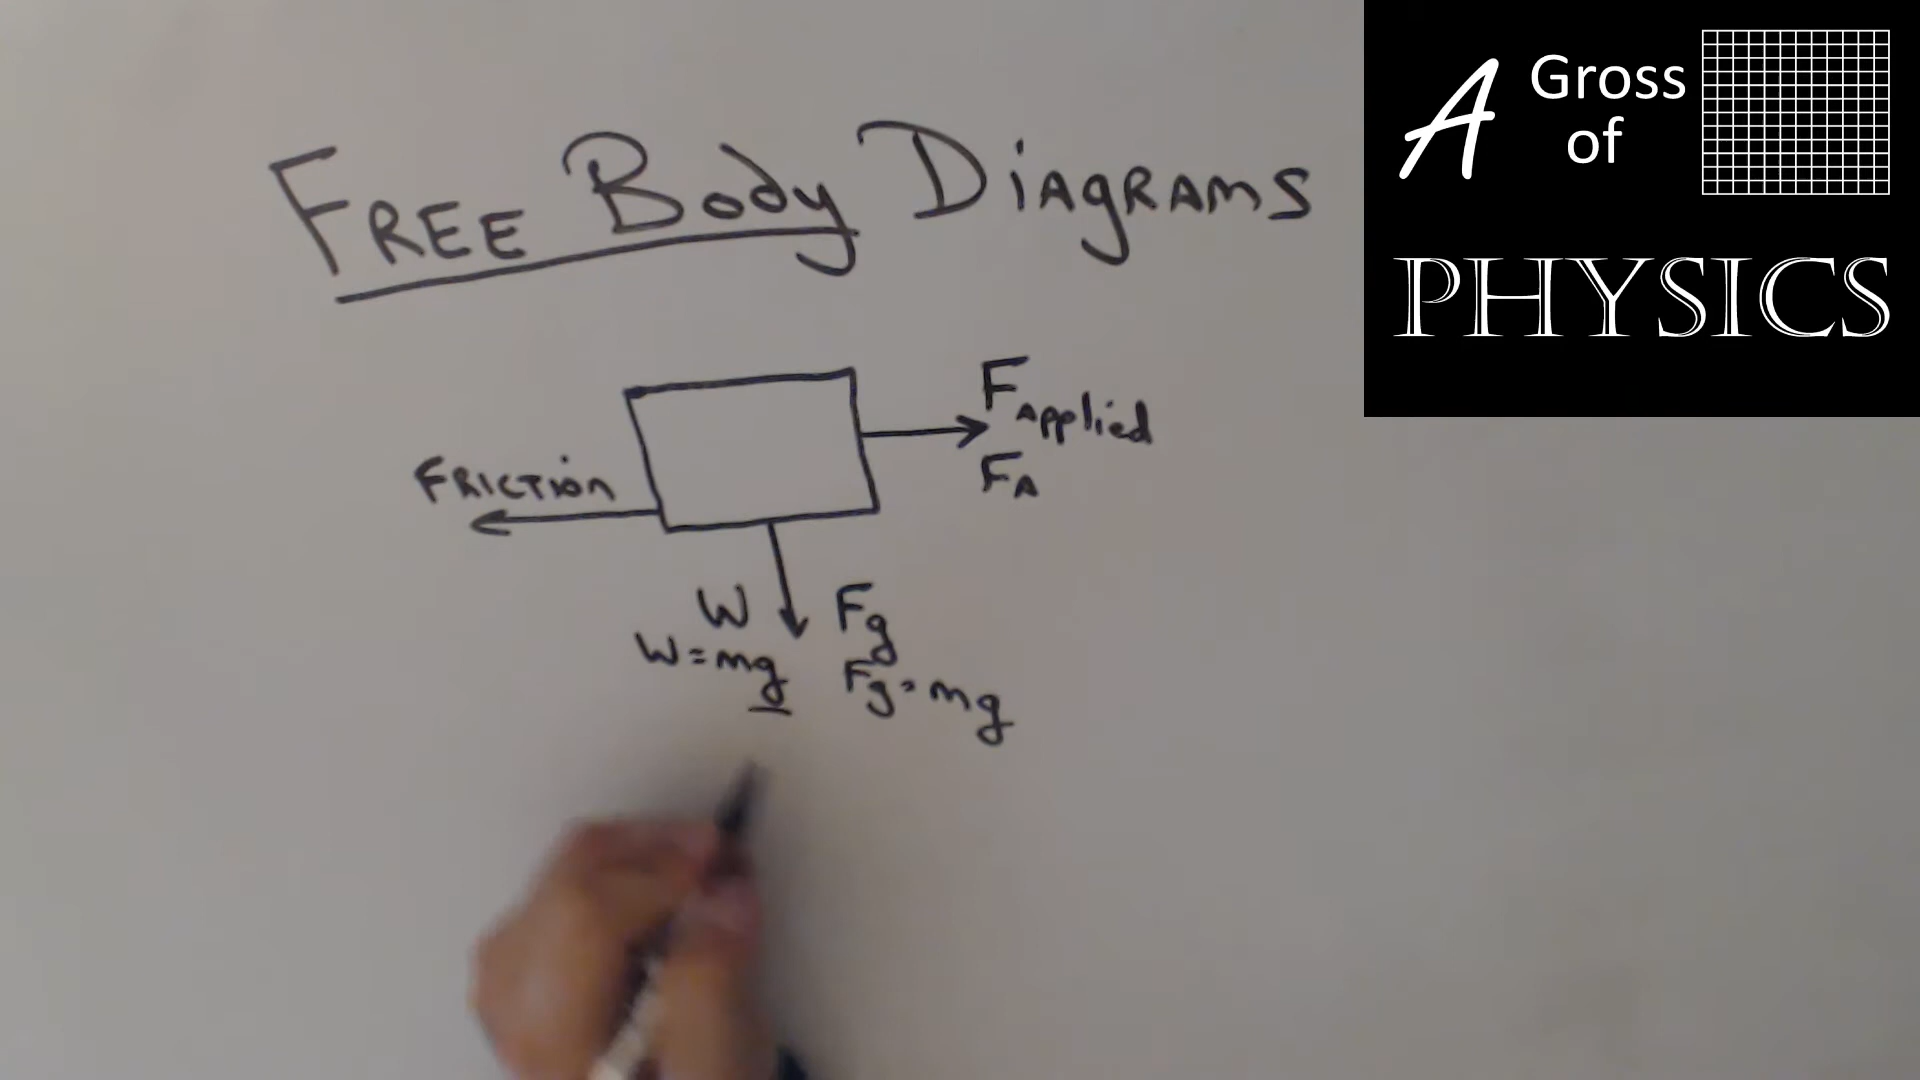 FREE Body DiAgRAMS
A Gross
of
PHYSICS
FApplied
FA
FRICTION
W
W=mg
Fg
Fg=mg